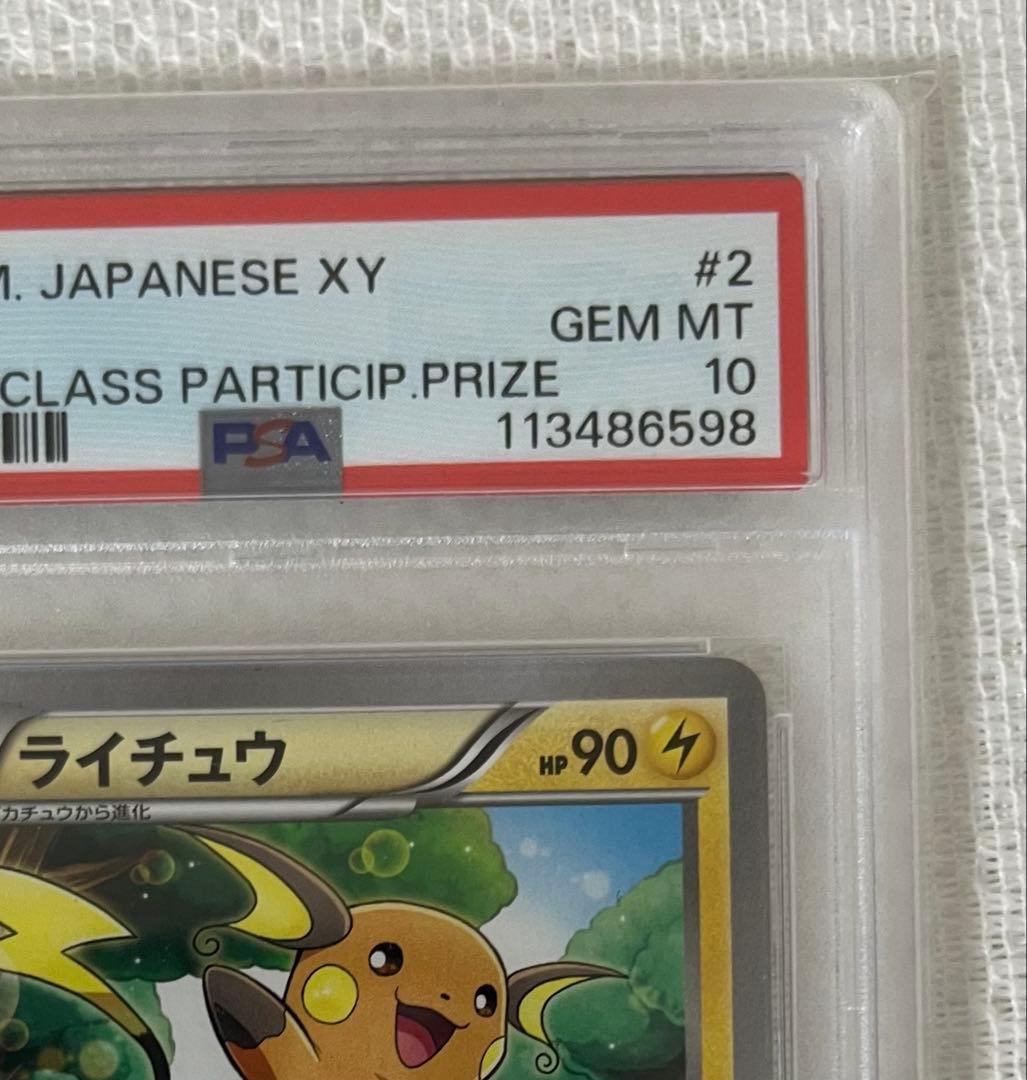 M. JAPANESE XY #2
GEM MT
CLASS PARTICIP.PRIZE 10
PSA 113486598
ライチュウ HP90
カチュウから進化